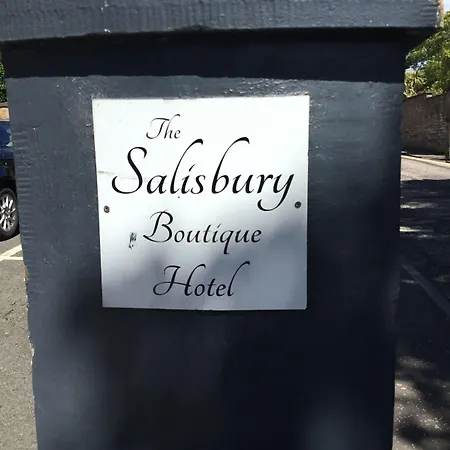 The
Salisbury
Boutique
Hotel